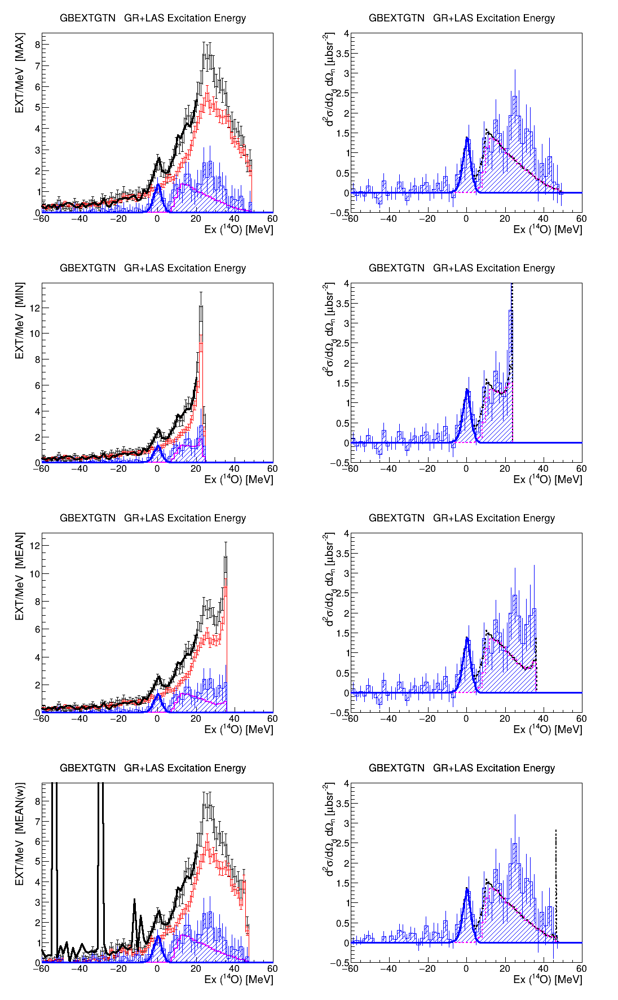 GBEXTGTN GR+LAS Excitation Energy
EXT/MeV [MAX]
8
7
6
5
4
3
2
1
0
−60 −40 −20 0 20 40 60
Ex (¹⁴O) [MeV]
GBEXTGTN GR+LAS Excitation Energy
d²σ/dΩd dΩn [μbsr⁻²]
4
3.5
3
2.5
2
1.5
1
0.5
0
−0.5
−60 −40 −20 0 20 40 60
Ex (¹⁴O) [MeV]
GBEXTGTN GR+LAS Excitation Energy
EXT/MeV [MIN]
12
10
8
6
4
2
0
−60 −40 −20 0 20 40 60
Ex (¹⁴O) [MeV]
GBEXTGTN GR+LAS Excitation Energy
d²σ/dΩd dΩn [μbsr⁻²]
4
3.5
3
2.5
2
1.5
1
0.5
0
−0.5
−60 −40 −20 0 20 40 60
Ex (¹⁴O) [MeV]
GBEXTGTN GR+LAS Excitation Energy
EXT/MeV [MEAN]
12
10
8
6
4
2
0
−60 −40 −20 0 20 40 60
Ex (¹⁴O) [MeV]
GBEXTGTN GR+LAS Excitation Energy
d²σ/dΩd dΩn [μbsr⁻²]
4
3.5
3
2.5
2
1.5
1
0.5
0
−0.5
−60 −40 −20 0 20 40 60
Ex (¹⁴O) [MeV]
GBEXTGTN GR+LAS Excitation Energy
EXT/MeV [MEAN(w)]
8
7
6
5
4
3
2
1
0
−60 −40 −20 0 20 40 60
Ex (¹⁴O) [MeV]
GBEXTGTN GR+LAS Excitation Energy
d²σ/dΩd dΩn [μbsr⁻²]
4
3.5
3
2.5
2
1.5
1
0.5
0
−0.5
−60 −40 −20 0 20 40 60
Ex (¹⁴O) [MeV]